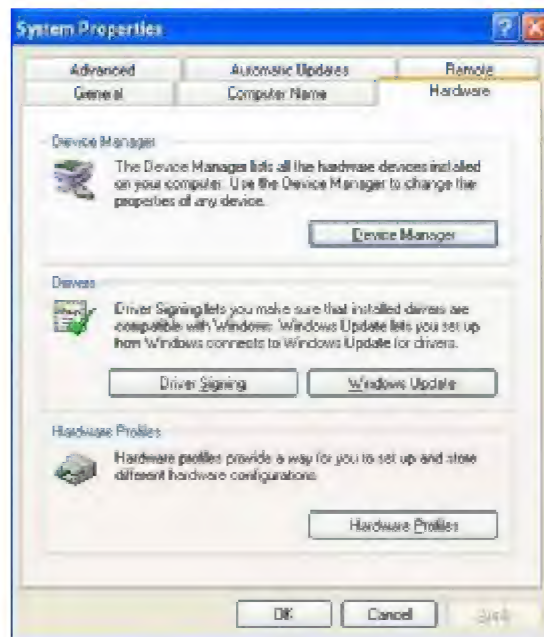 System Properties
Advanced Automatic Updates Remote
General Computer Name Hardware
Device Manager
The Device Manager lists all the hardware devices installed
on your computer. Use the Device Manager to change the
properties of any device.
Device Manager
Drivers
Driver Signing lets you make sure that installed drivers are
compatible with Windows. Windows Update lets you set up
how Windows connects to Windows Update for drivers.
Driver Signing Windows Update
Hardware Profiles
Hardware profiles provide a way for you to set up and store
different hardware configurations.
Hardware Profiles
OK Cancel